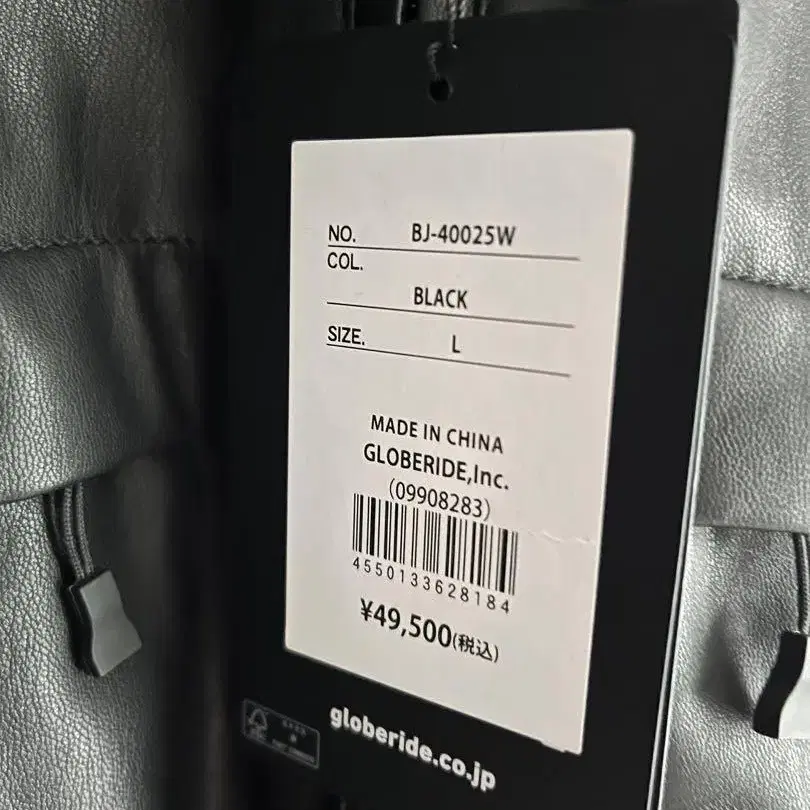 NO. BJ-40025W
COL.
BLACK
SIZE. L
MADE IN CHINA
GLOBERIDE,Inc.
(09908283)
4550133628184
¥49,500(税込)
globeride.co.jp